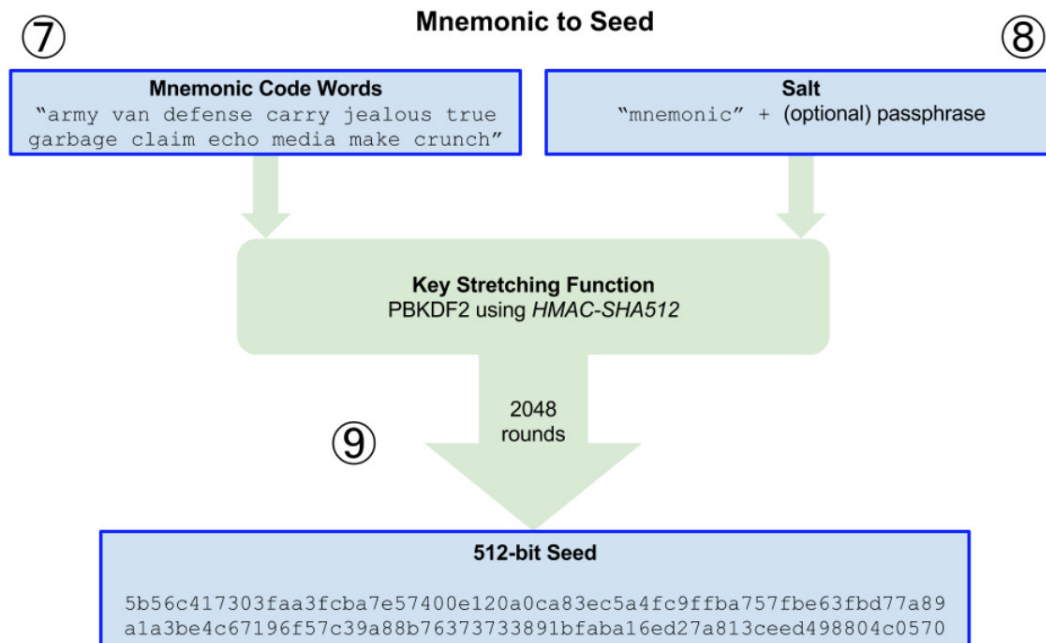 Mnemonic to Seed
⑦
⑧
Mnemonic Code Words
“army van defense carry jealous true
garbage claim echo media make crunch”
Salt
“mnemonic” + (optional) passphrase
Key Stretching Function
PBKDF2 using HMAC-SHA512
2048
rounds
⑨
512-bit Seed
5b56c417303faa3fcba7e57400e120a0ca83ec5a4fc9ffba757fbe63fbd77a89
a1a3be4c67196f57c39a88b76373733891bfaba16ed27a813ceed498804c0570